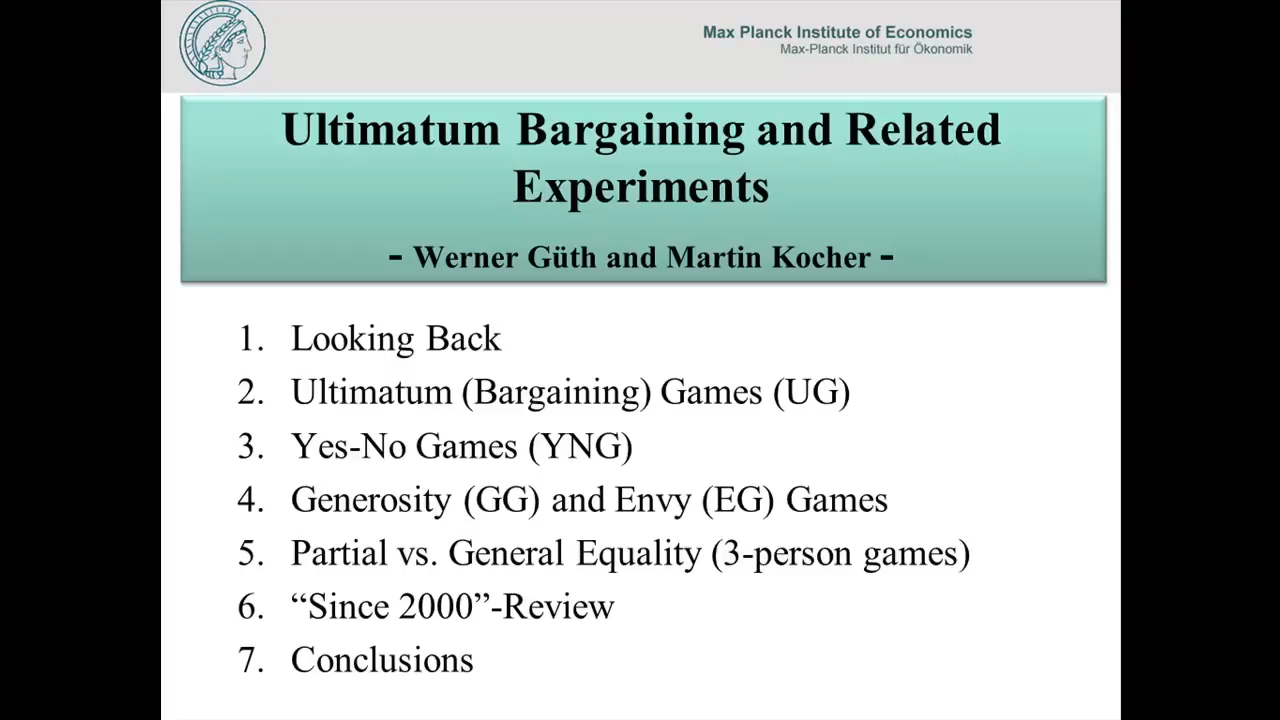 Max Planck Institute of Economics
Max-Planck Institut für Ökonomik
Ultimatum Bargaining and Related
Experiments
- Werner Güth and Martin Kocher -
1. Looking Back
2. Ultimatum (Bargaining) Games (UG)
3. Yes-No Games (YNG)
4. Generosity (GG) and Envy (EG) Games
5. Partial vs. General Equality (3-person games)
6. “Since 2000”-Review
7. Conclusions